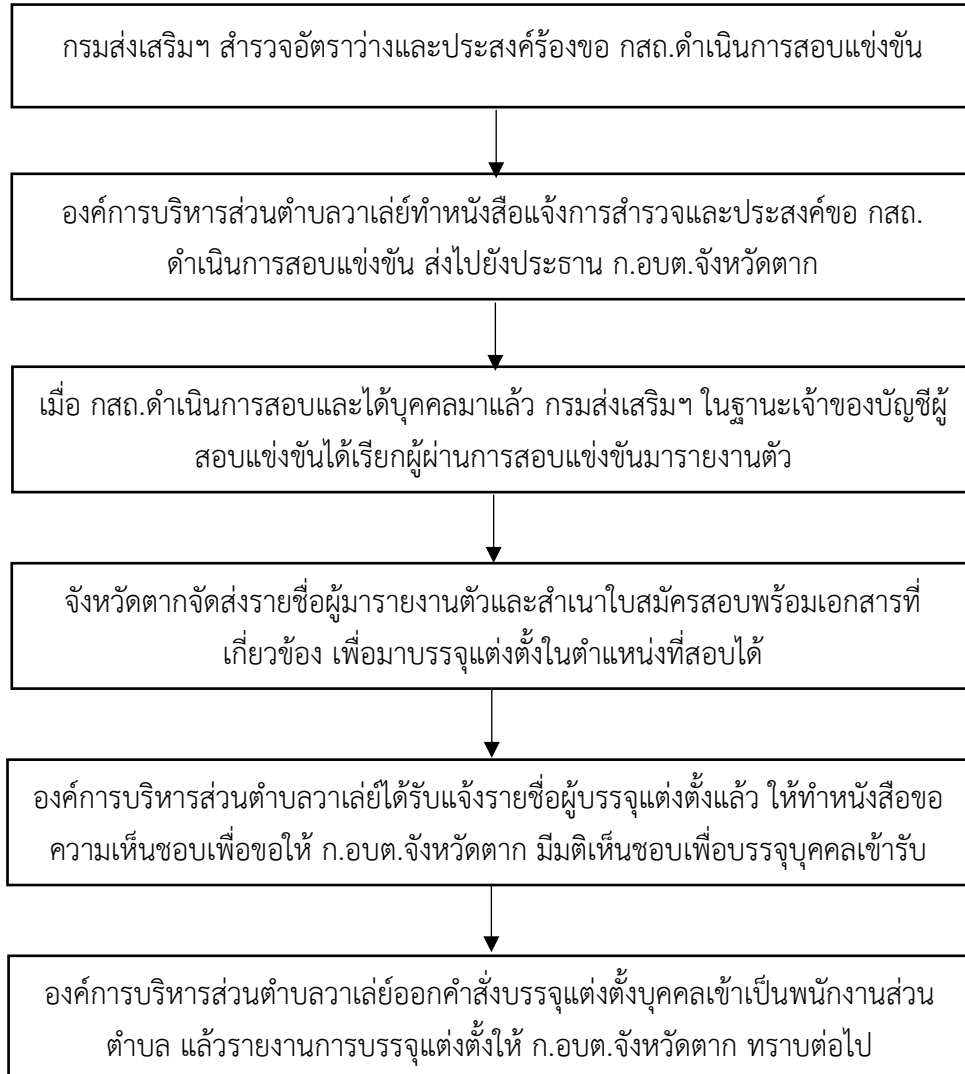 กรมส่งเสริมฯ สำรวจอัตราว่างและประสงค์ร้องขอ กสถ.ดำเนินการสอบแข่งขัน
องค์การบริหารส่วนตำบลวาเล่ย์ทำหนังสือแจ้งการสำรวจและประสงค์ขอ กสถ.
ดำเนินการสอบแข่งขัน ส่งไปยังประธาน ก.อบต.จังหวัดตาก
เมื่อ กสถ.ดำเนินการสอบและได้บุคคลมาแล้ว กรมส่งเสริมฯ ในฐานะเจ้าของบัญชีผู้
สอบแข่งขันได้เรียกผู้ผ่านการสอบแข่งขันมารายงานตัว
จังหวัดตากจัดส่งรายชื่อผู้มารายงานตัวและสำเนาใบสมัครสอบพร้อมเอกสารที่
เกี่ยวข้อง เพื่อมาบรรจุแต่งตั้งในตำแหน่งที่สอบได้
องค์การบริหารส่วนตำบลวาเล่ย์ได้รับแจ้งรายชื่อผู้บรรจุแต่งตั้งแล้ว ให้ทำหนังสือขอ
ความเห็นชอบเพื่อขอให้ ก.อบต.จังหวัดตาก มีมติเห็นชอบเพื่อบรรจุบุคคลเข้ารับ
องค์การบริหารส่วนตำบลวาเล่ย์ออกคำสั่งบรรจุแต่งตั้งบุคคลเข้าเป็นพนักงานส่วน
ตำบล แล้วรายงานการบรรจุแต่งตั้งให้ ก.อบต.จังหวัดตาก ทราบต่อไป